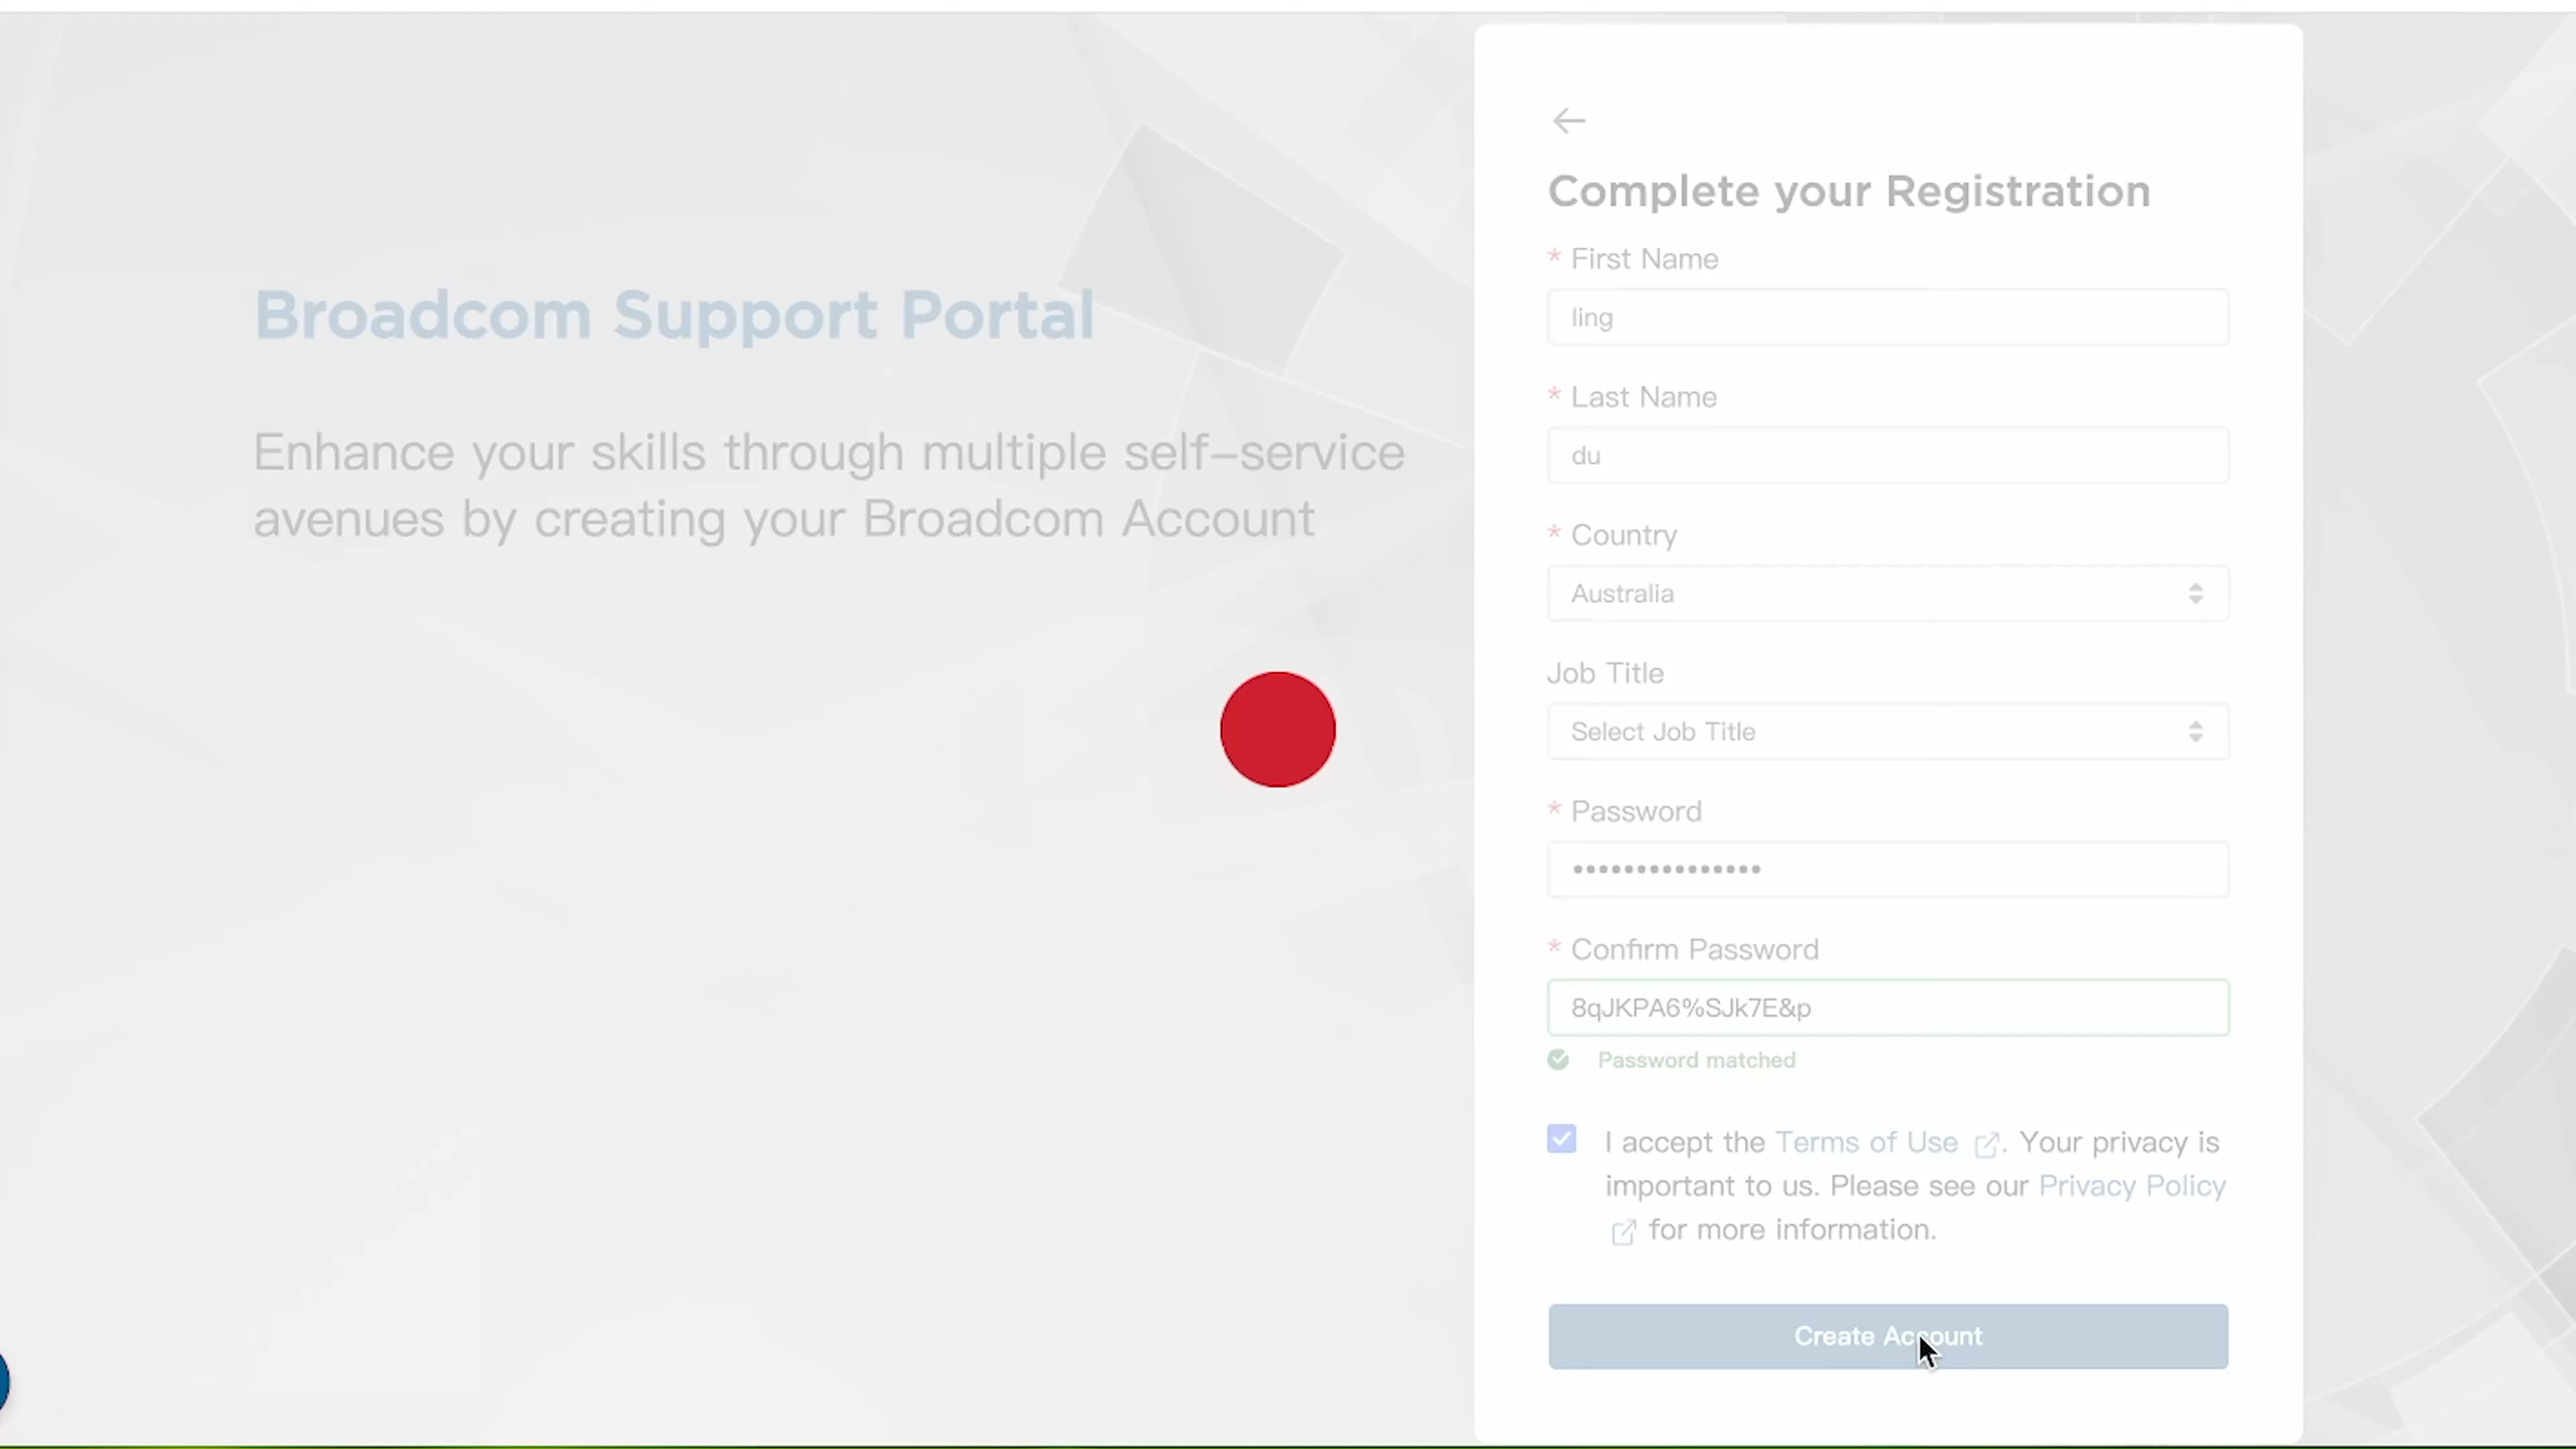 Broadcom Support Portal
Enhance your skills through multiple self-service
avenues by creating your Broadcom Account
Complete your Registration
* First Name
ling
* Last Name
du
* Country
Australia
Job Title
Select Job Title
* Password
•••••••••••••••
* Confirm Password
8qJKPA6%SJk7E&p
Password matched
I accept the Terms of Use . Your privacy is
important to us. Please see our Privacy Policy
for more information.
Create Account